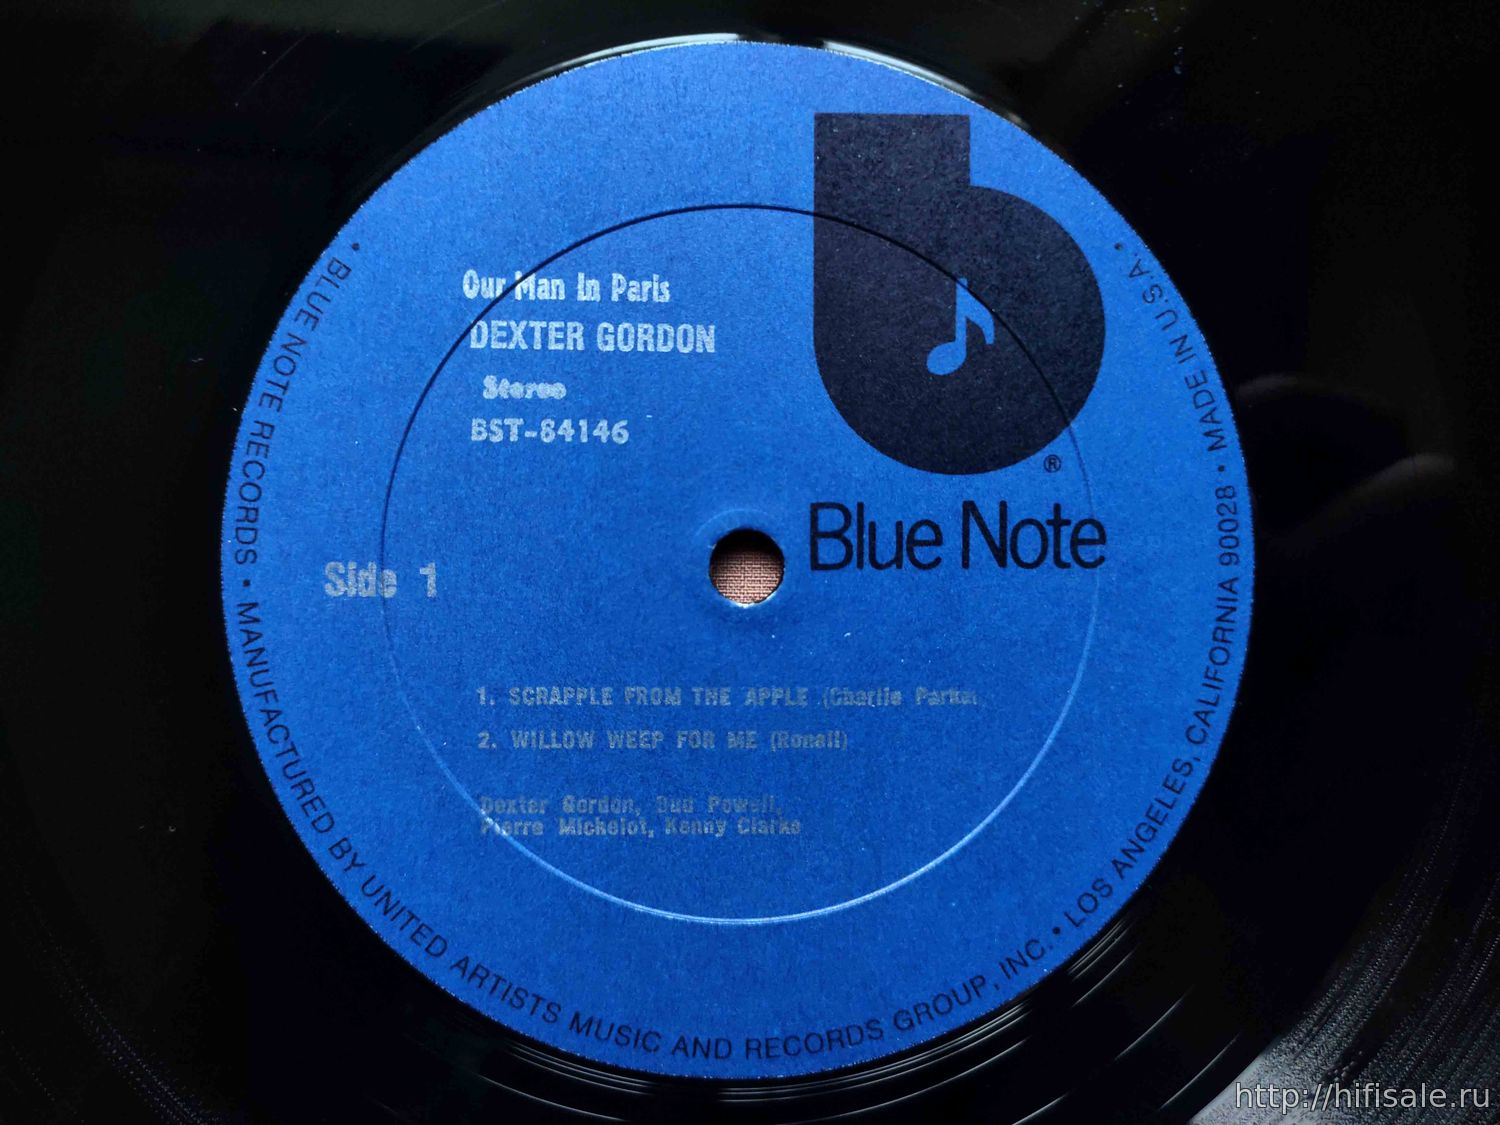 Our Man In Paris
DEXTER GORDON
Stereo
BST-84146
Blue Note
®
Side 1
1. SCRAPPLE FROM THE APPLE (Charlie Parker
2. WILLOW WEEP FOR ME (Ronell)
Dexter Gordon, Bud Powell,
Pierre Michelot, Kenny Clarke
• BLUE NOTE RECORDS • MANUFACTURED BY UNITED ARTISTS MUSIC AND RECORDS GROUP, INC. • LOS ANGELES, CALIFORNIA 90028 • MADE IN U.S.A. •
http://hifisale.ru